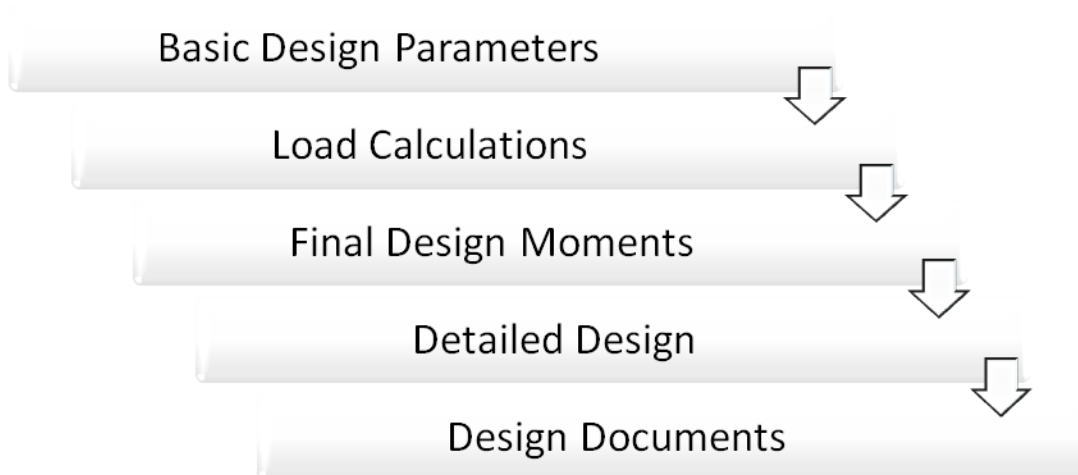 Basic Design Parameters
Load Calculations
Final Design Moments
Detailed Design
Design Documents